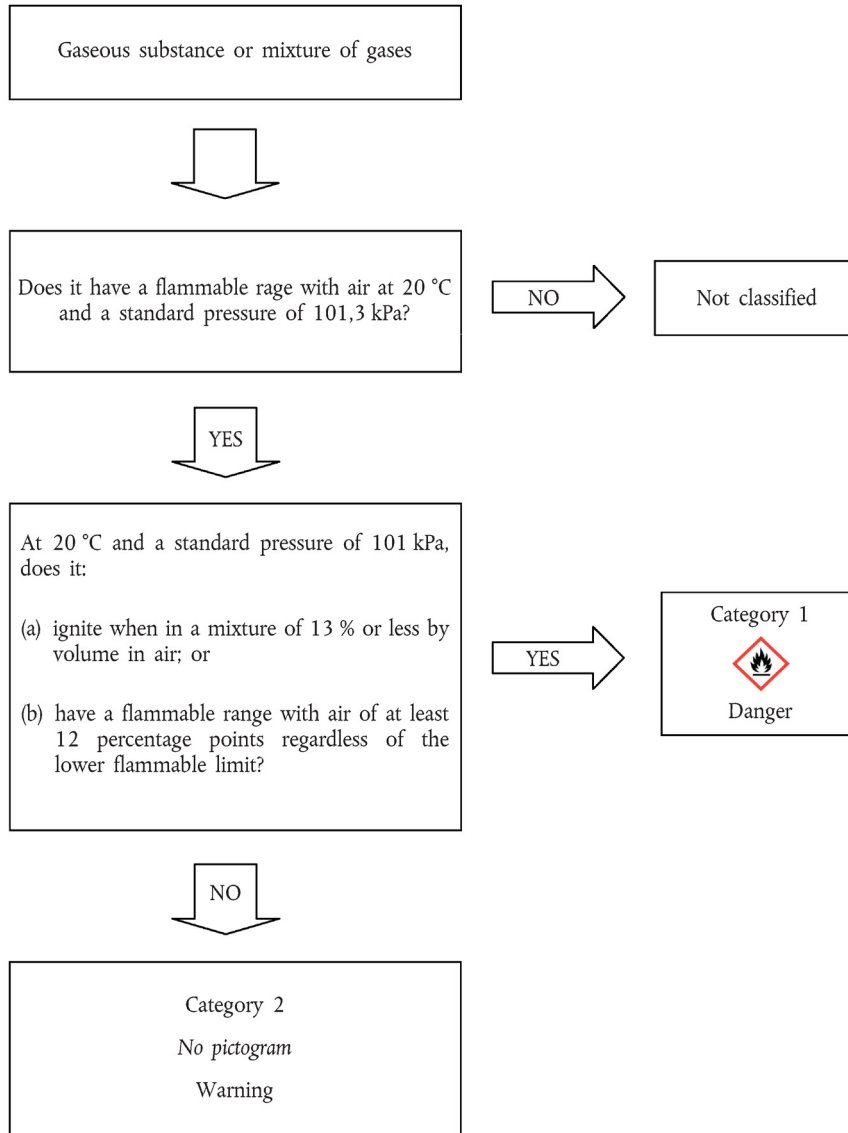 Gaseous substance or mixture of gases
Does it have a flammable rage with air at 20 °C
and a standard pressure of 101,3 kPa?
NO
Not classified
YES
At 20 °C and a standard pressure of 101 kPa,
does it:
(a) ignite when in a mixture of 13 % or less by
volume in air; or
(b) have a flammable range with air of at least
12 percentage points regardless of the
lower flammable limit?
YES
Category 1
Danger
NO
Category 2
No pictogram
Warning